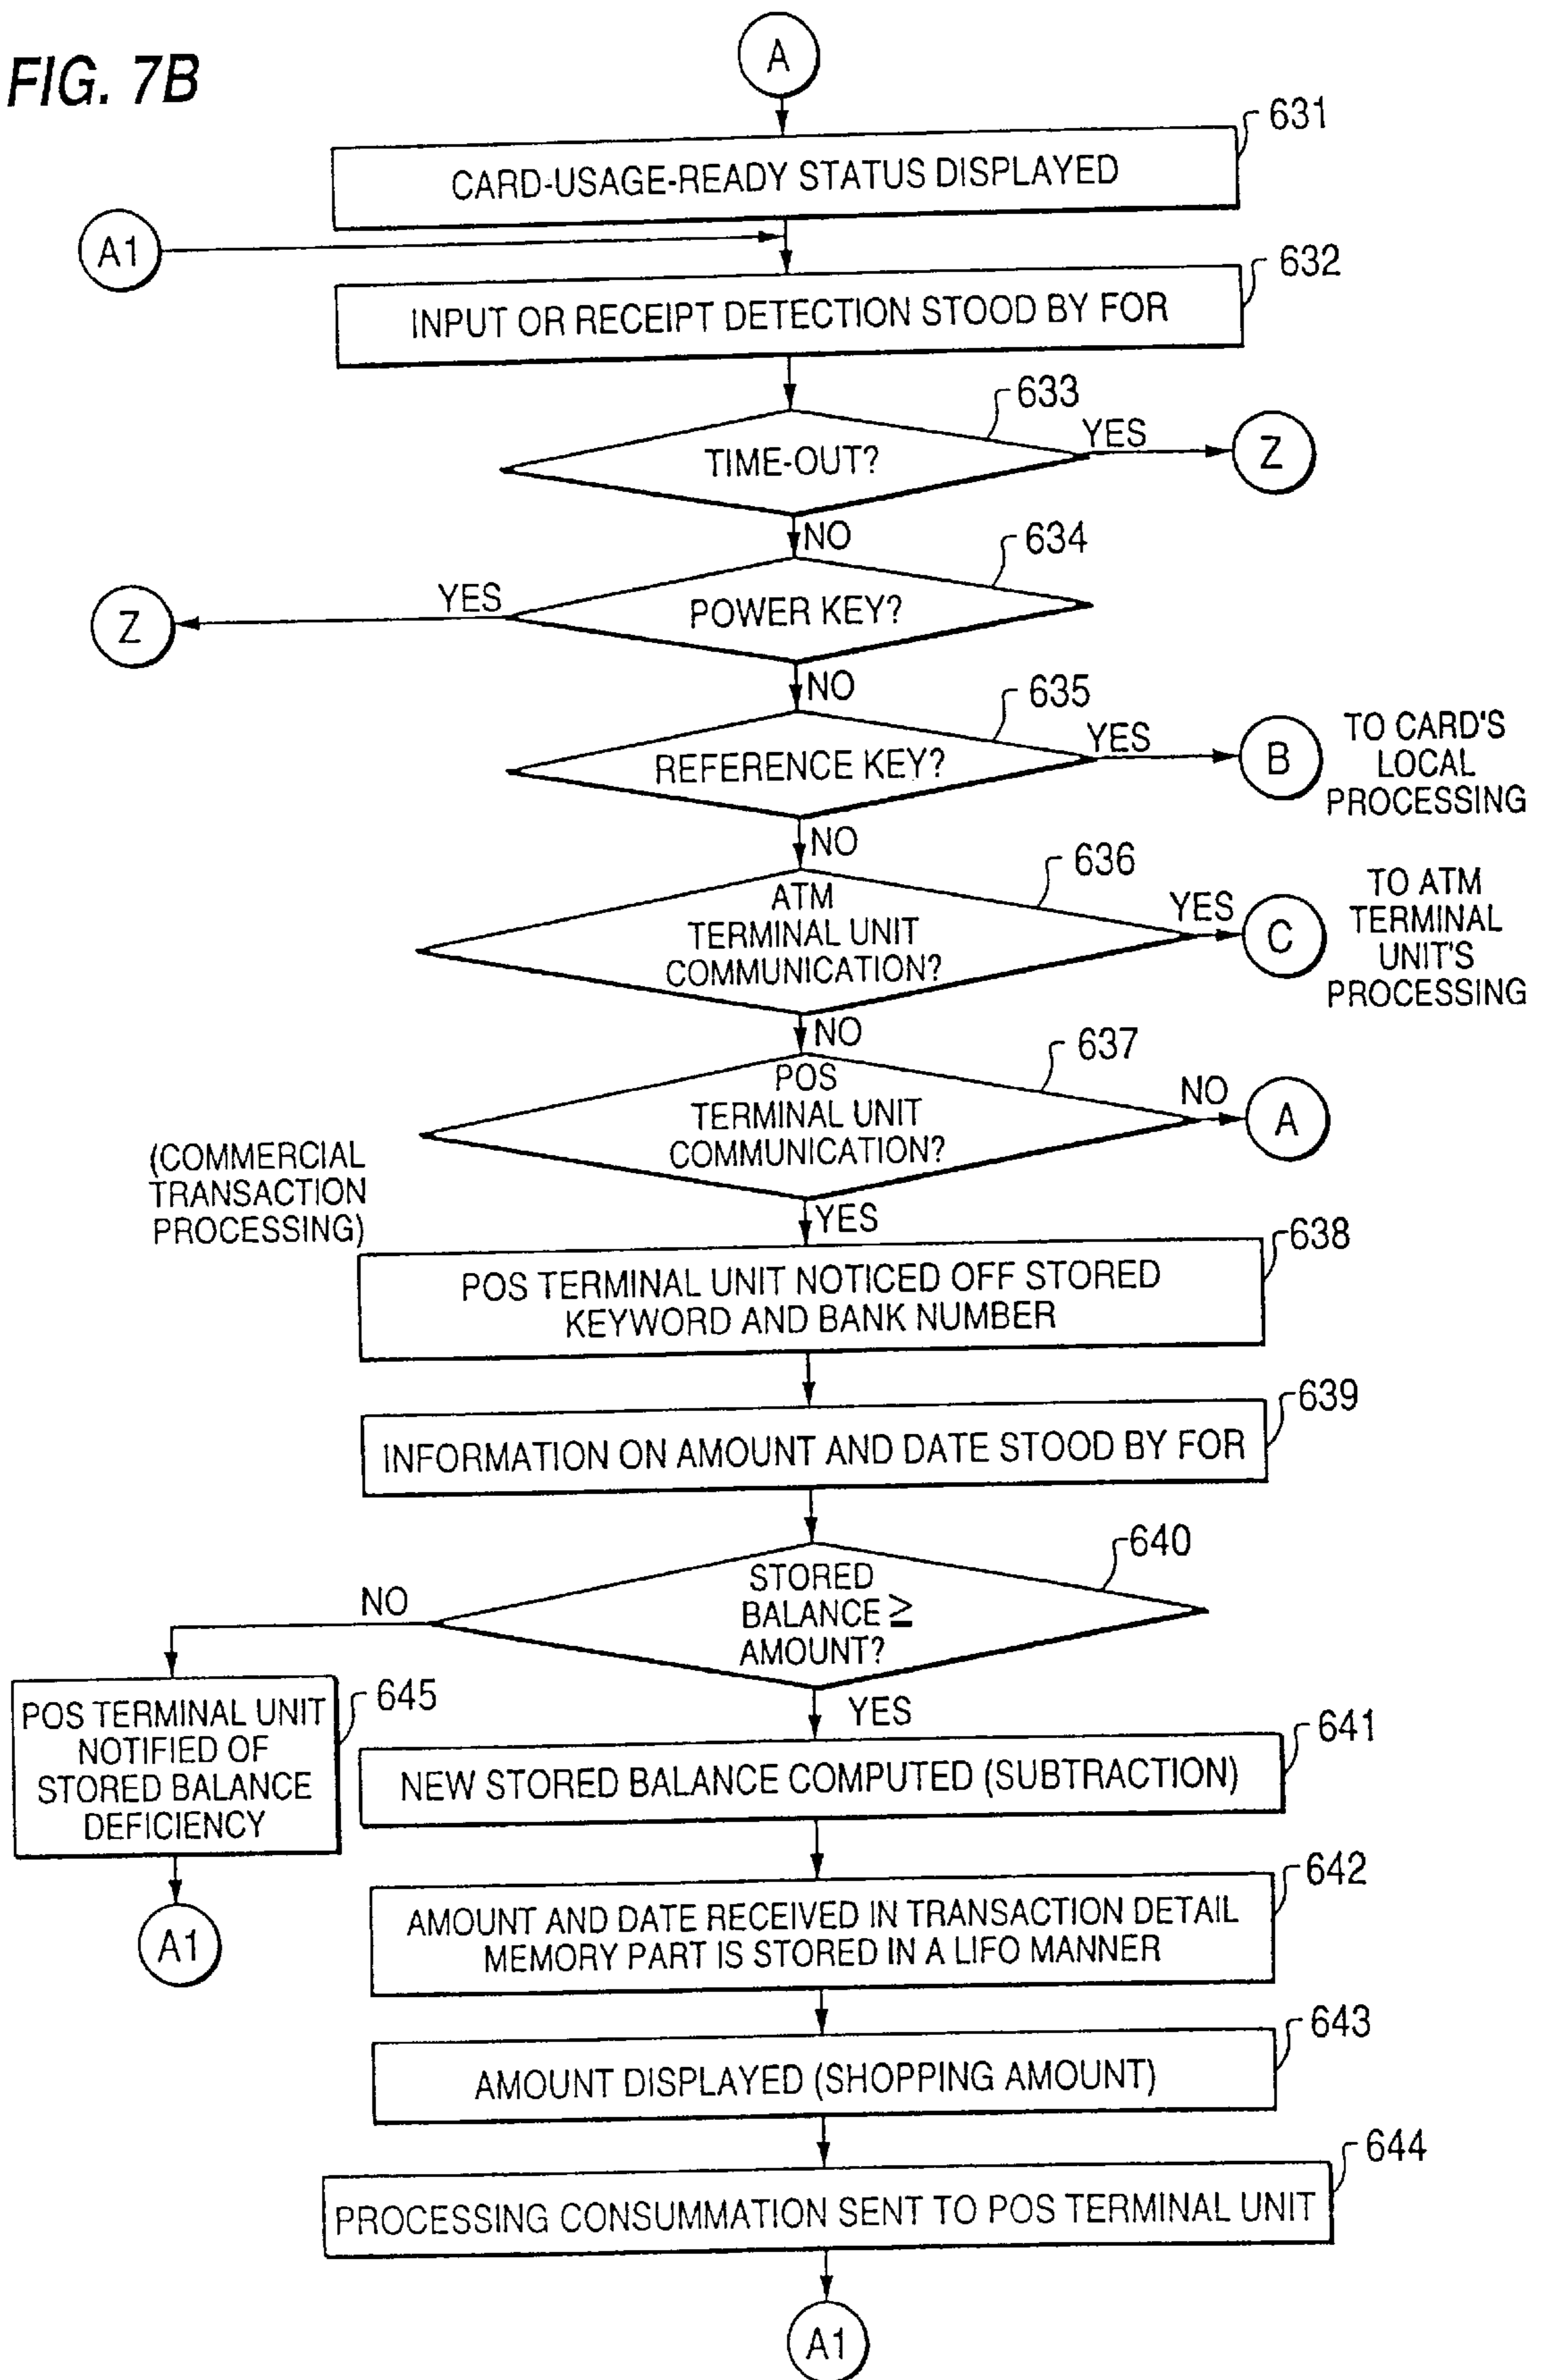 FIG. 7B
A
631
CARD-USAGE-READY STATUS DISPLAYED
A1
632
INPUT OR RECEIPT DETECTION STOOD BY FOR
633
TIME-OUT?
YES
Z
NO
634
POWER KEY?
YES
Z
NO
635
REFERENCE KEY?
YES
B
TO CARD'S
LOCAL
PROCESSING
NO
636
ATM
TERMINAL UNIT
COMMUNICATION?
YES
C
TO ATM
TERMINAL
UNIT'S
PROCESSING
NO
637
POS
TERMINAL UNIT
COMMUNICATION?
NO
A
(COMMERCIAL
TRANSACTION
PROCESSING)
YES
638
POS TERMINAL UNIT NOTICED OFF STORED
KEYWORD AND BANK NUMBER
639
INFORMATION ON AMOUNT AND DATE STOOD BY FOR
640
STORED
BALANCE ≧
AMOUNT?
NO
645
POS TERMINAL UNIT
NOTIFIED OF
STORED BALANCE
DEFICIENCY
A1
YES
641
NEW STORED BALANCE COMPUTED (SUBTRACTION)
642
AMOUNT AND DATE RECEIVED IN TRANSACTION DETAIL
MEMORY PART IS STORED IN A LIFO MANNER
643
AMOUNT DISPLAYED (SHOPPING AMOUNT)
644
PROCESSING CONSUMMATION SENT TO POS TERMINAL UNIT
A1